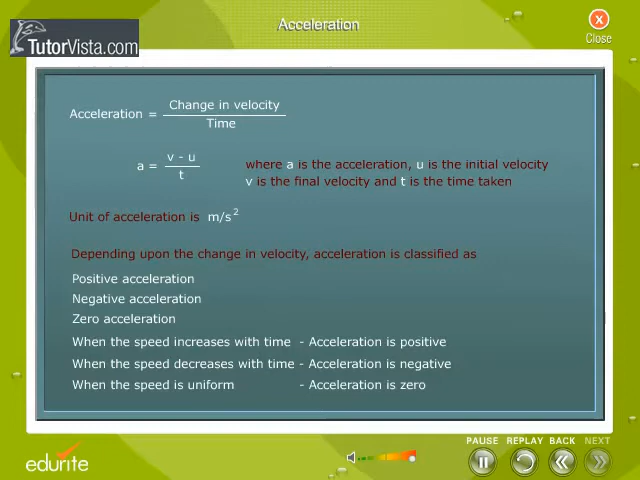 Acceleration
Close
TutorVista.com
Acceleration = Change in velocity
Time
a = v - u
t
where a is the acceleration, u is the initial velocity
v is the final velocity and t is the time taken
Unit of acceleration is m/s²
Depending upon the change in velocity, acceleration is classified as
Positive acceleration
Negative acceleration
Zero acceleration
When the speed increases with time - Acceleration is positive
When the speed decreases with time - Acceleration is negative
When the speed is uniform - Acceleration is zero
PAUSE REPLAY BACK NEXT
edurite